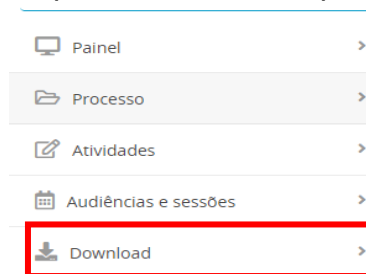 Painel
Processo
Atividades
Audiências e sessões
Download